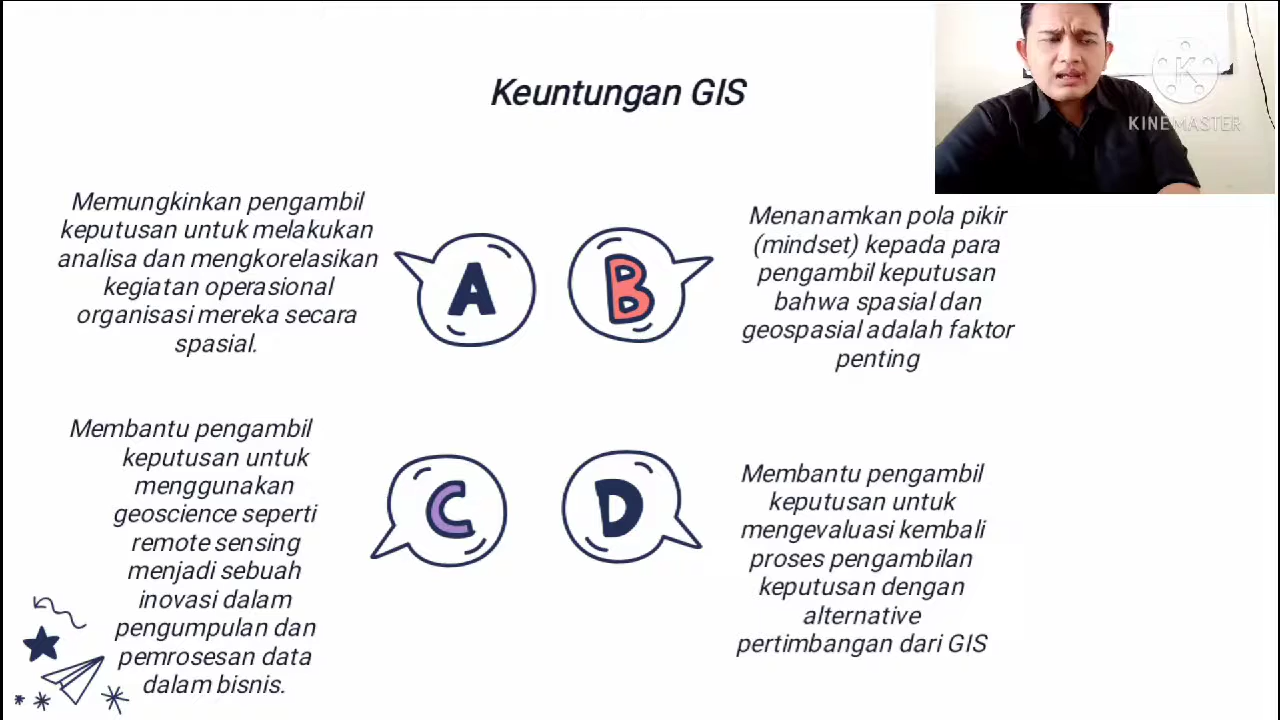 Keuntungan GIS
KINEMASTER
Memungkinkan pengambil
keputusan untuk melakukan
analisa dan mengkorelasikan
kegiatan operasional
organisasi mereka secara
spasial.
A
B
Menanamkan pola pikir
(mindset) kepada para
pengambil keputusan
bahwa spasial dan
geospasial adalah faktor
penting
Membantu pengambil
keputusan untuk
menggunakan
geoscience seperti
remote sensing
menjadi sebuah
inovasi dalam
pengumpulan dan
pemrosesan data
dalam bisnis.
C
D
Membantu pengambil
keputusan untuk
mengevaluasi kembali
proses pengambilan
keputusan dengan
alternative
pertimbangan dari GIS